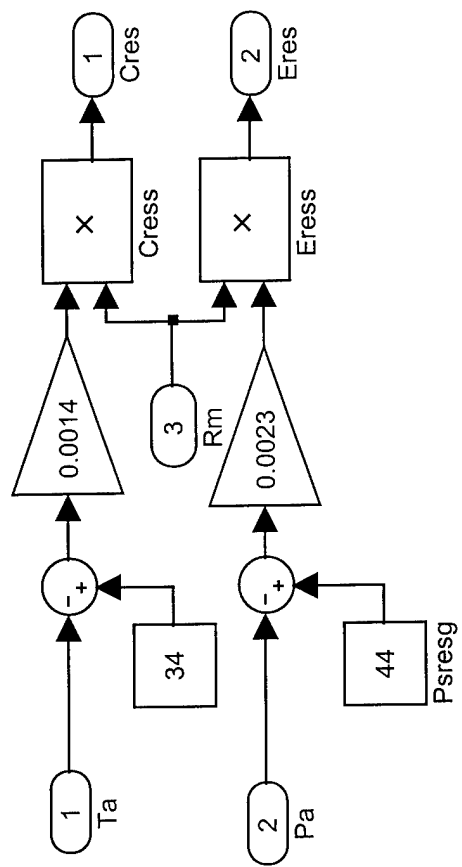 1
Ta
34
- +
0.0014
×
Cress
1
Cres
3
Rm
2
Pa
44
Psresg
- +
0.0023
×
Eress
2
Eres